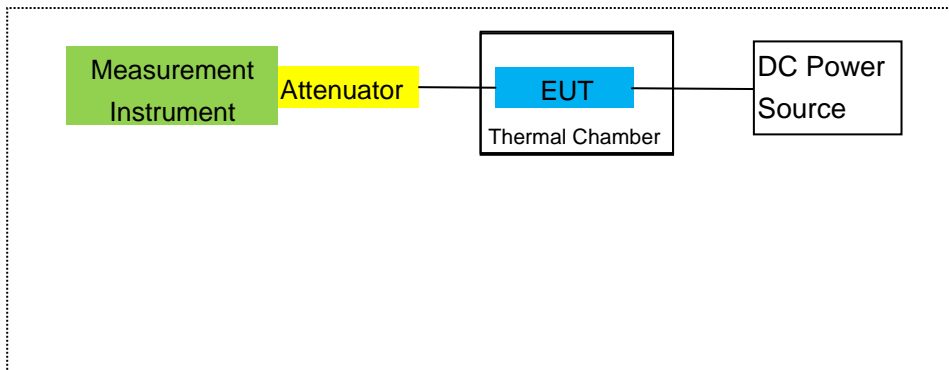 Measurement
Instrument
Attenuator
EUT
Thermal Chamber
DC Power
Source